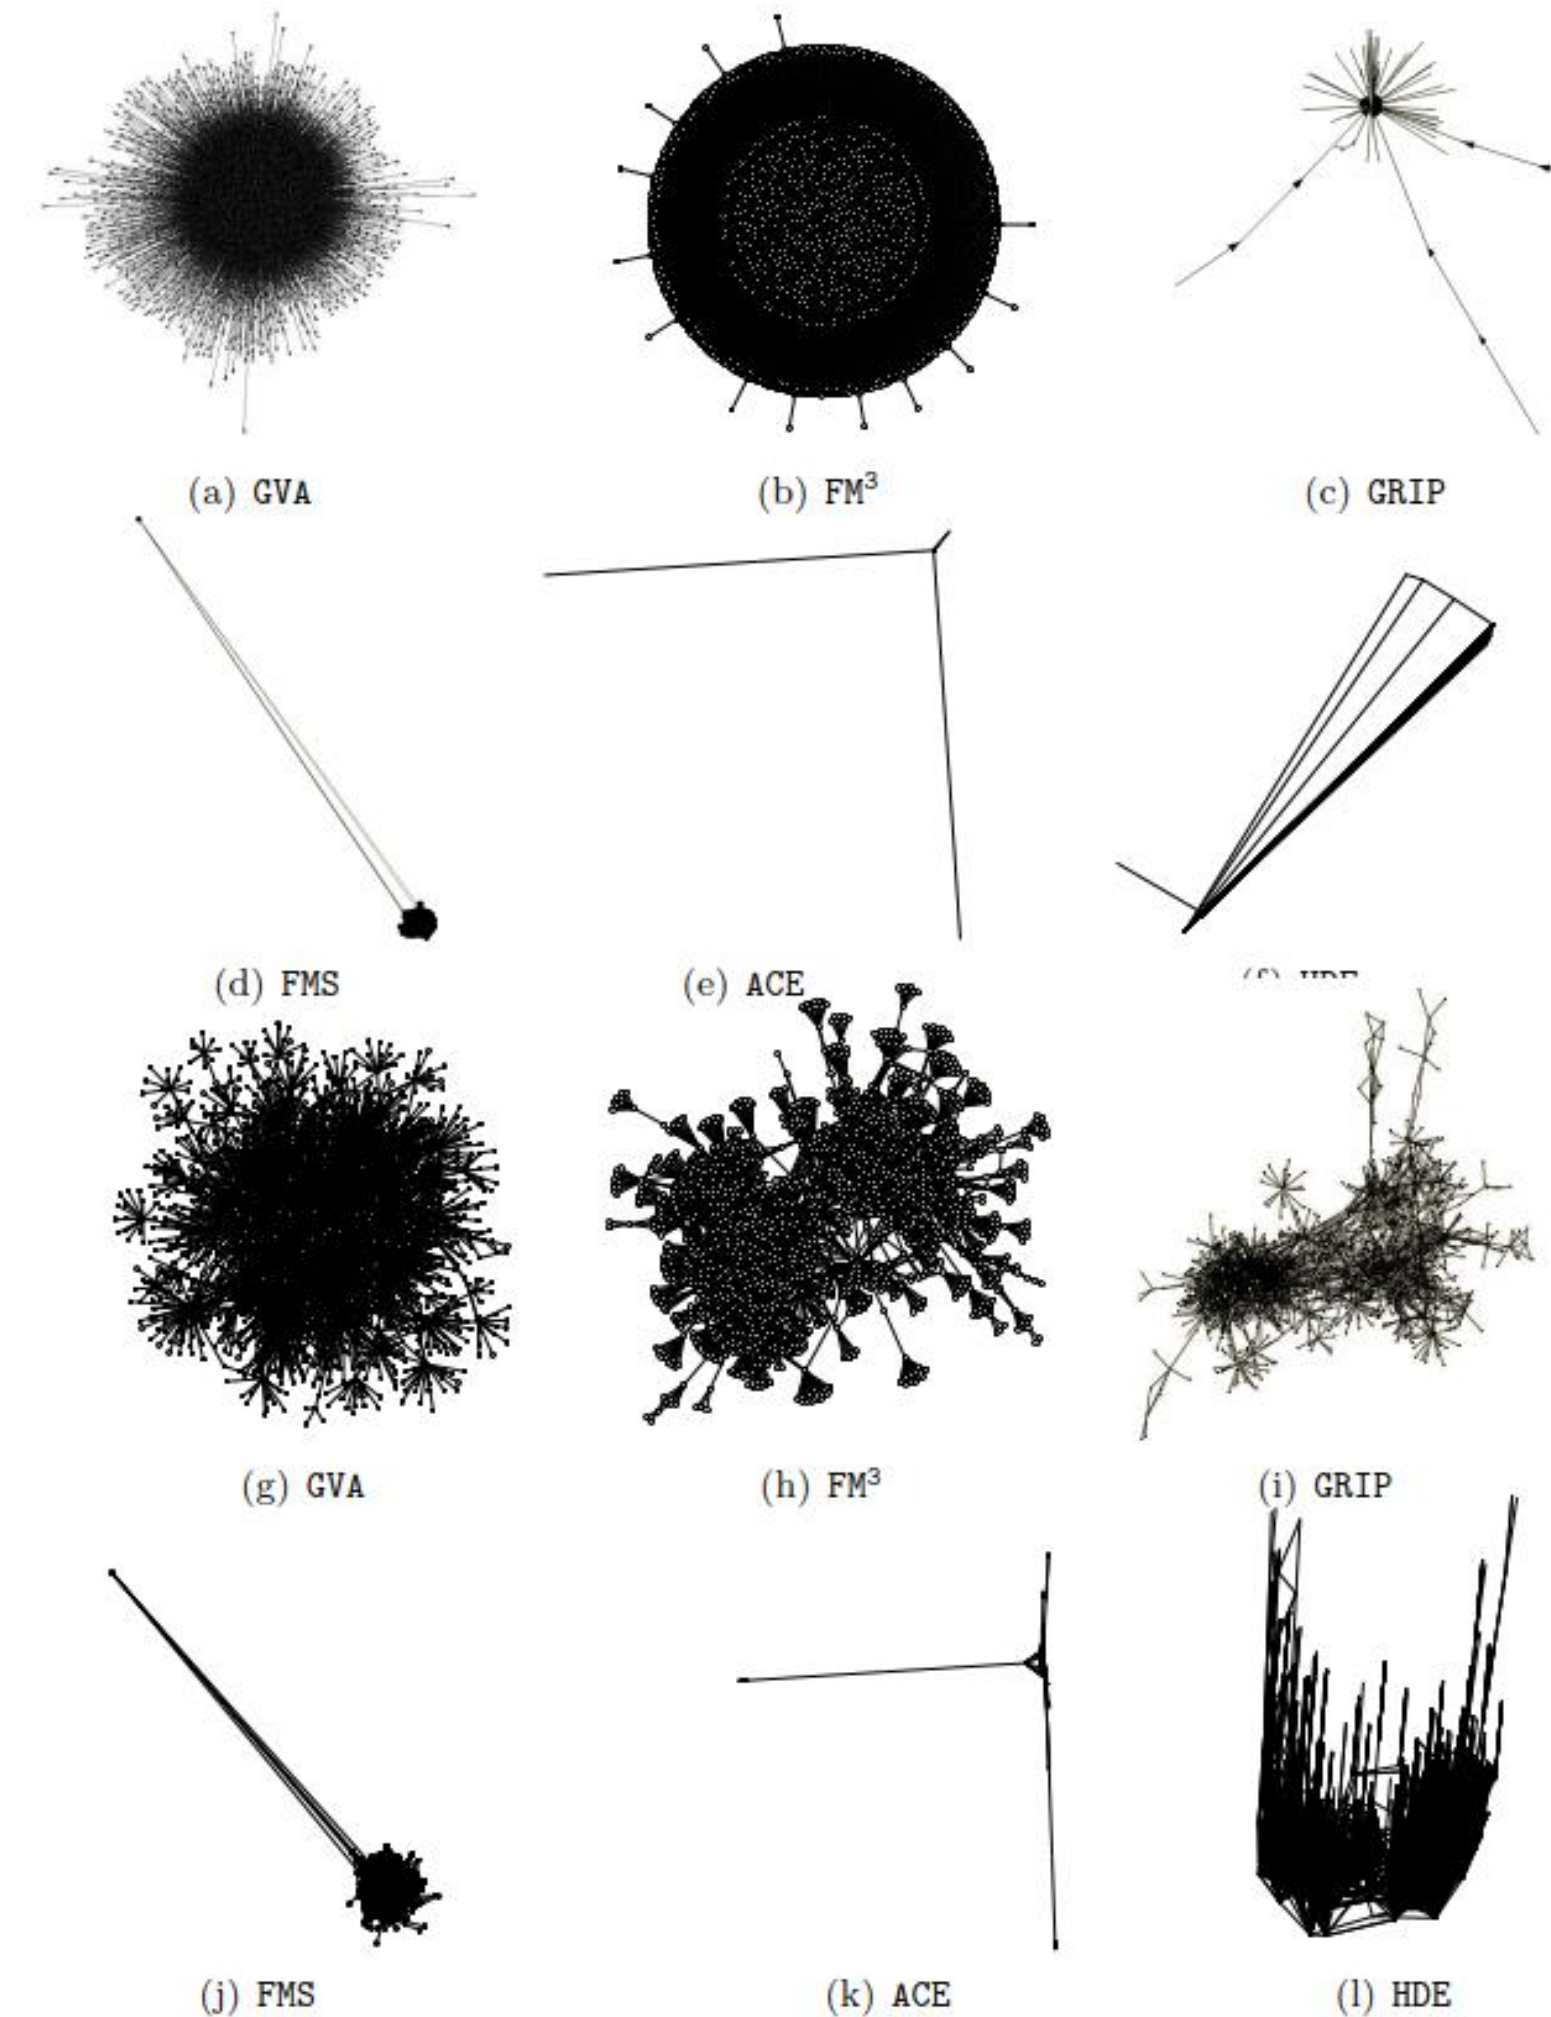 (a) GVA
(b) FM³
(c) GRIP
(d) FMS
(e) ACE
(g) GVA
(h) FM³
(i) GRIP
(j) FMS
(k) ACE
(l) HDE